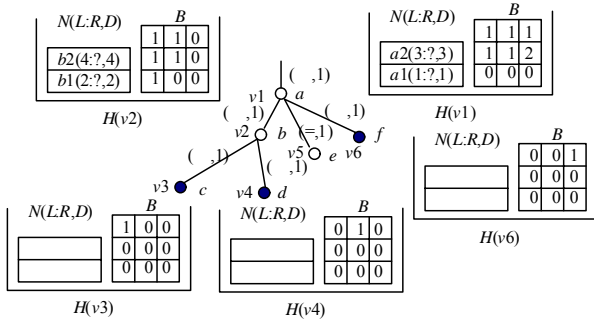 N(L:R,D) B
b2(4:?,4)
b1(2:?,2)
1 1 0
1 1 0
1 0 0
H(v2)
N(L:R,D) B
a2(3:?,3)
a1(1:?,1)
1 1 1
1 1 2
0 0 0
H(v1)
( ,1)
v1 a
( ,1) ( ,1)
v2 b (=,1) f
v5 e v6
( ,1) ( ,1)
v3 c v4 d
N(L:R,D) B
0 0 1
0 0 0
0 0 0
H(v6)
N(L:R,D) B
1 0 0
0 0 0
0 0 0
H(v3)
N(L:R,D) B
0 1 0
0 0 0
0 0 0
H(v4)